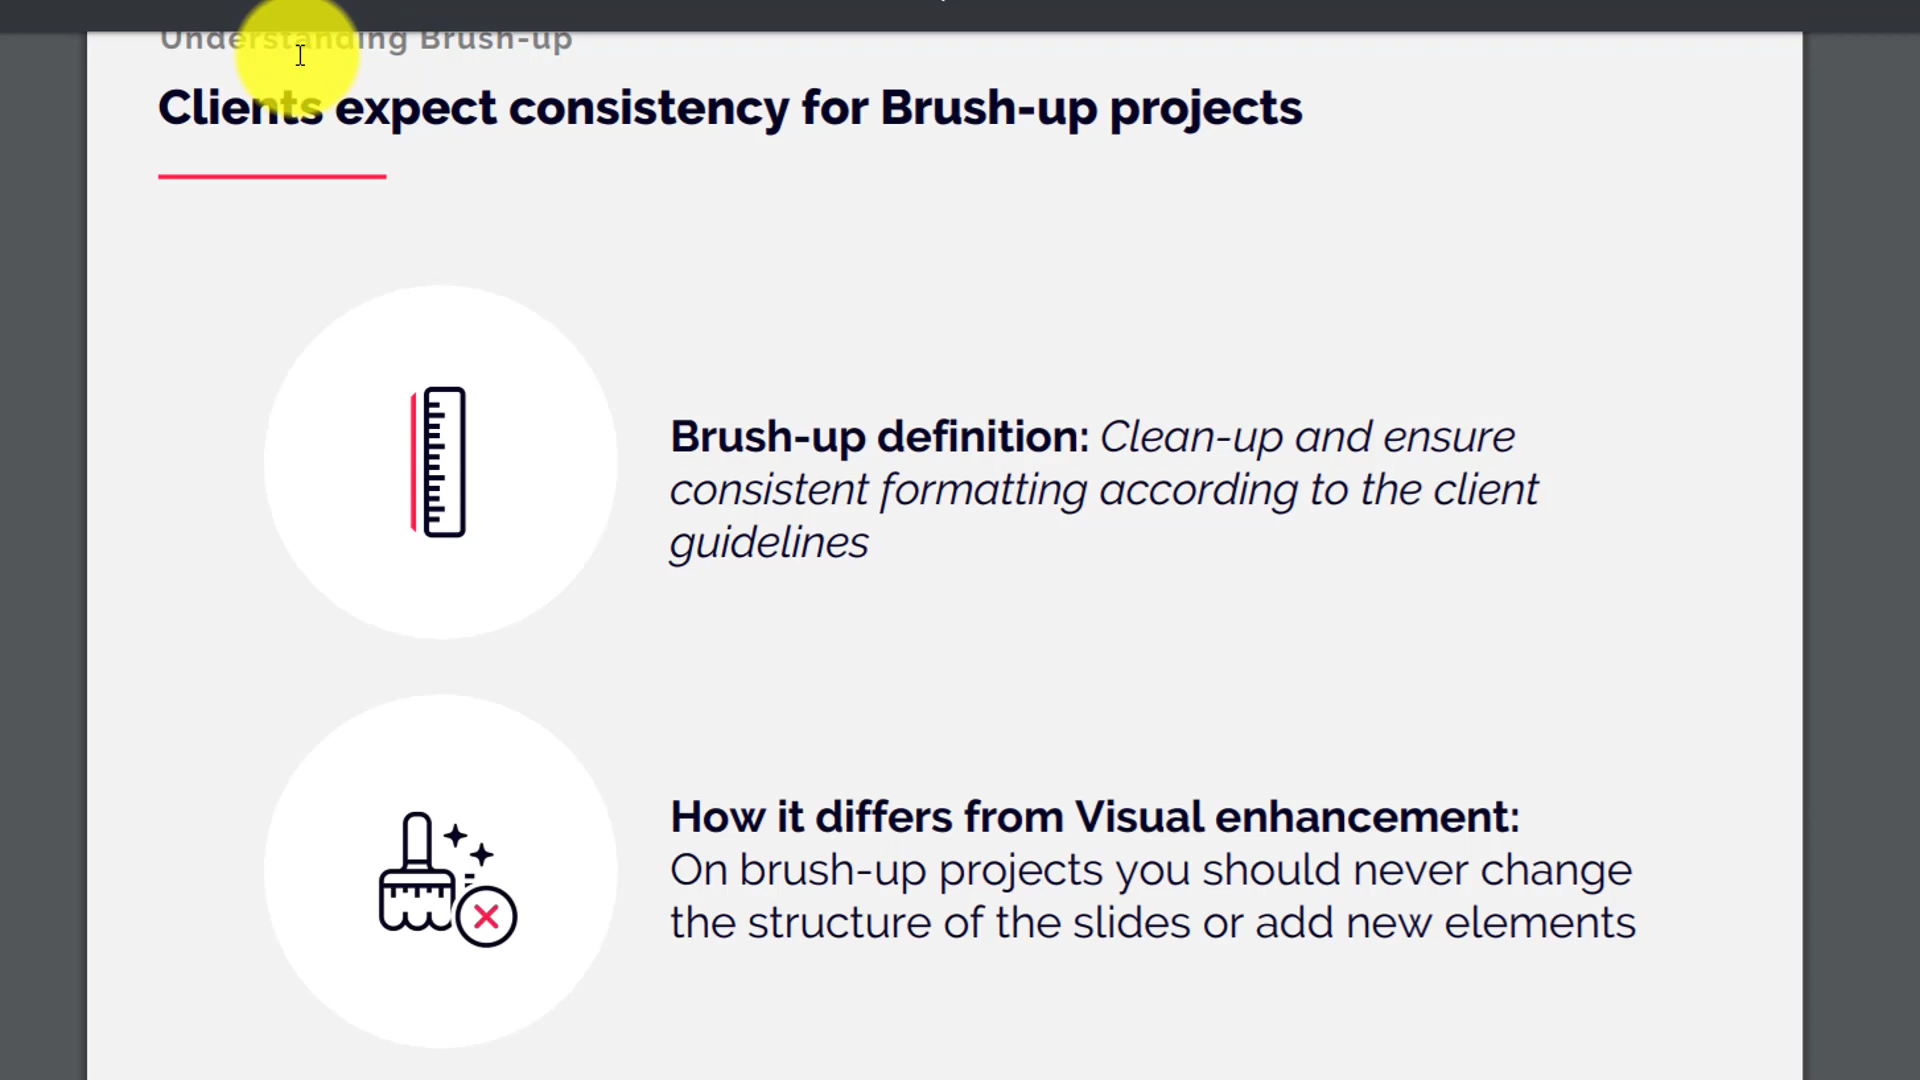 Understanding Brush-up
Clients expect consistency for Brush-up projects
Brush-up definition: Clean-up and ensure
consistent formatting according to the client
guidelines
How it differs from Visual enhancement:
On brush-up projects you should never change
the structure of the slides or add new elements